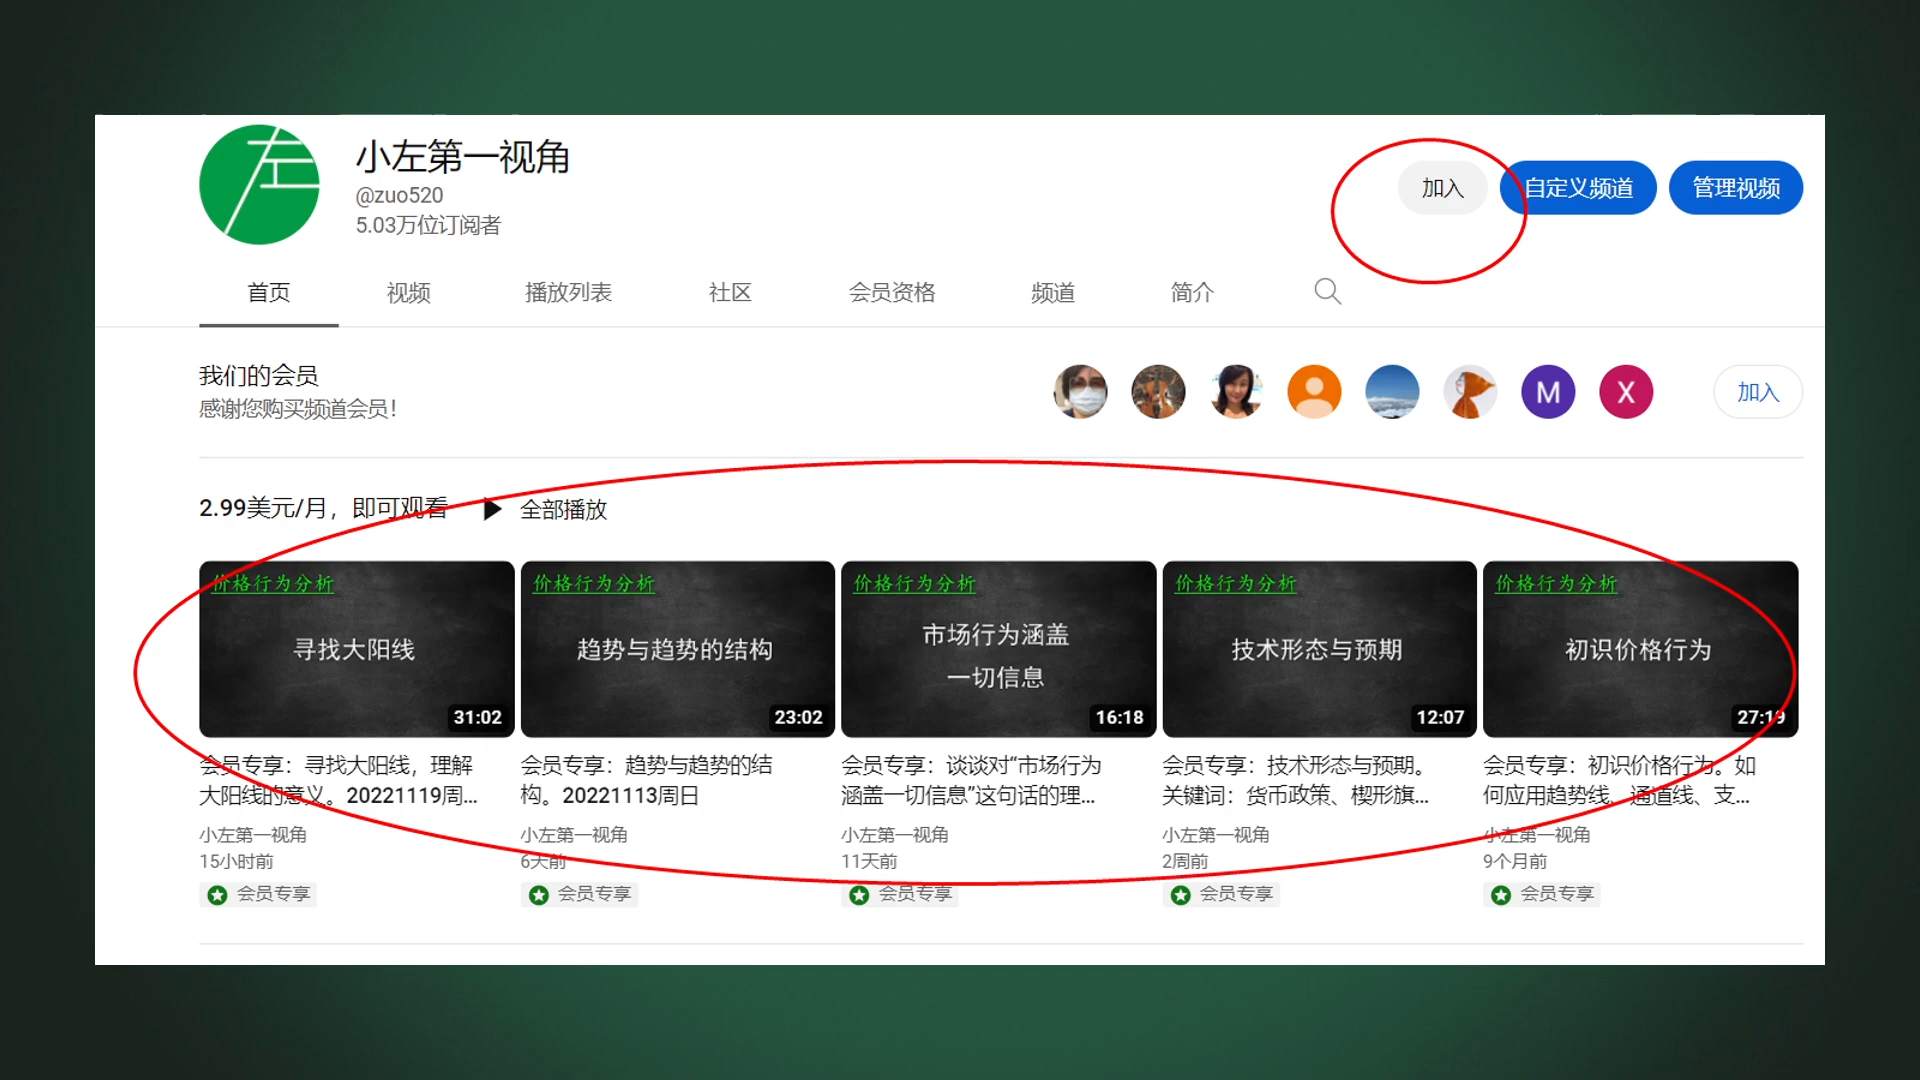 左
小左第一视角
@zuo520
5.03万位订阅者
加入
自定义频道
管理视频
首页
视频
播放列表
社区
会员资格
频道
简介
我们的会员
感谢您购买频道会员！
M
X
加入
2.99美元/月，即可观看
全部播放
价格行为分析
寻找大阳线
31:02
会员专享：寻找大阳线，理解
大阳线的意义。20221119周...
小左第一视角
15小时前
会员专享
价格行为分析
趋势与趋势的结构
23:02
会员专享：趋势与趋势的结
构。20221113周日
小左第一视角
6天前
会员专享
价格行为分析
市场行为涵盖
一切信息
16:18
会员专享：谈谈对“市场行为
涵盖一切信息”这句话的理...
小左第一视角
11天前
会员专享
价格行为分析
技术形态与预期
12:07
会员专享：技术形态与预期。
关键词：货币政策、楔形旗...
小左第一视角
2周前
会员专享
价格行为分析
初识价格行为
27:19
会员专享：初识价格行为。如
何应用趋势线、通道线、支...
小左第一视角
9个月前
会员专享